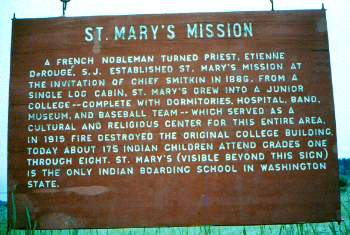 ST. MARY'S MISSION
A FRENCH NOBLEMAN TURNED PRIEST, ETIENNE
DeROUGE, S.J. ESTABLISHED ST. MARY'S MISSION AT
THE INVITATION OF CHIEF SMITKIN IN 1886. FROM A
SINGLE LOG CABIN, ST. MARY'S GREW INTO A JUNIOR
COLLEGE--COMPLETE WITH DORMITORIES, HOSPITAL, BAND,
MUSEUM, AND BASEBALL TEAM--WHICH SERVED AS A
CULTURAL AND RELIGIOUS CENTER FOR THIS ENTIRE AREA.
IN 1919 FIRE DESTROYED THE ORIGINAL COLLEGE BUILDING.
TODAY ABOUT 175 INDIAN CHILDREN ATTEND GRADES ONE
THROUGH EIGHT. ST. MARY'S (VISIBLE BEYOND THIS SIGN)
IS THE ONLY INDIAN BOARDING SCHOOL IN WASHINGTON
STATE.